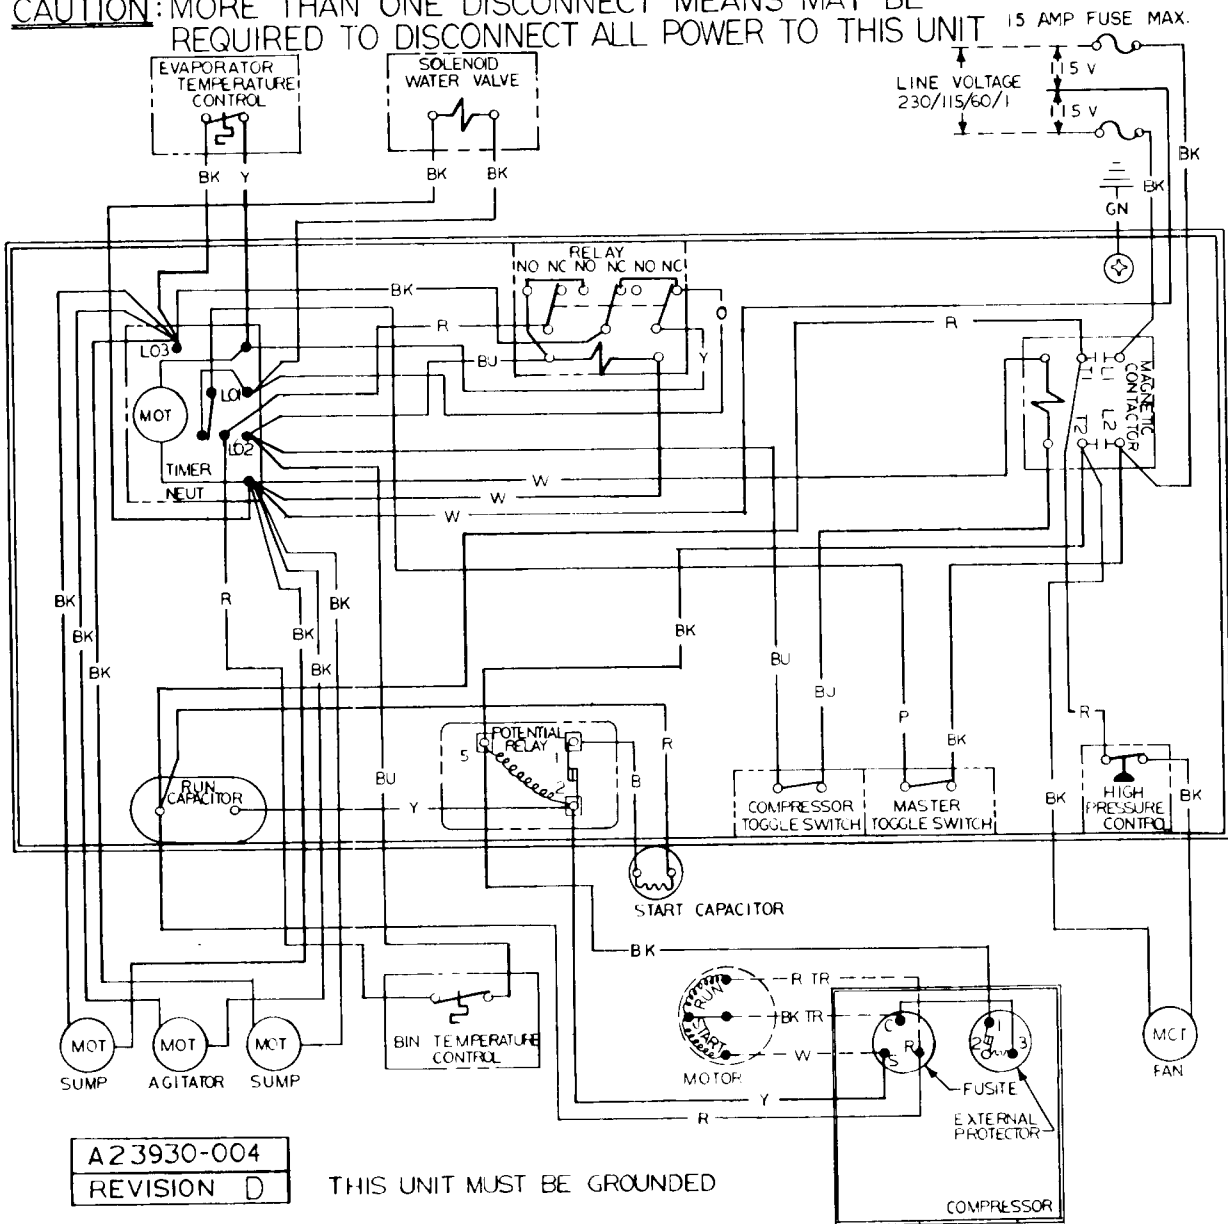 CAUTION: MORE THAN ONE DISCONNECT MEANS MAY BE
REQUIRED TO DISCONNECT ALL POWER TO THIS UNIT
15 AMP FUSE MAX.
EVAPORATOR
TEMPERATURE
CONTROL
SOLENOID
WATER VALVE
LINE VOLTAGE
230/115/60/1
115 V
115 V
BK
Y
BK
BK
BK
BK
GN
RELAY
NO NC NO NC NO NC
BK
R
BU
O
Y
R
LO3
LO1
LO2
MOT
TIMER
NEUT
W
W
W
T1
L1
T2
L2
MAGNETIC
CONTACTOR
BK
BK
BK
R
BK
BK
BK
BU
BK
BU
BU
P
BK
R
BK
BK
RUN
CAPACITOR
Y
POTENTIAL
RELAY
5
1
2
B
R
COMPRESSOR
TOGGLE SWITCH
MASTER
TOGGLE SWITCH
HIGH
PRESSURE
CONTROL
START CAPACITOR
BK
RUN
START
MOTOR
R TR
BK TR
W
C
R
S
1
2
3
FUSITE
EXTERNAL
PROTECTOR
Y
R
COMPRESSOR
MOT
SUMP
MOT
AGITATOR
MOT
SUMP
BIN TEMPERATURE
CONTROL
MOT
FAN
A23930-004
REVISION D
THIS UNIT MUST BE GROUNDED